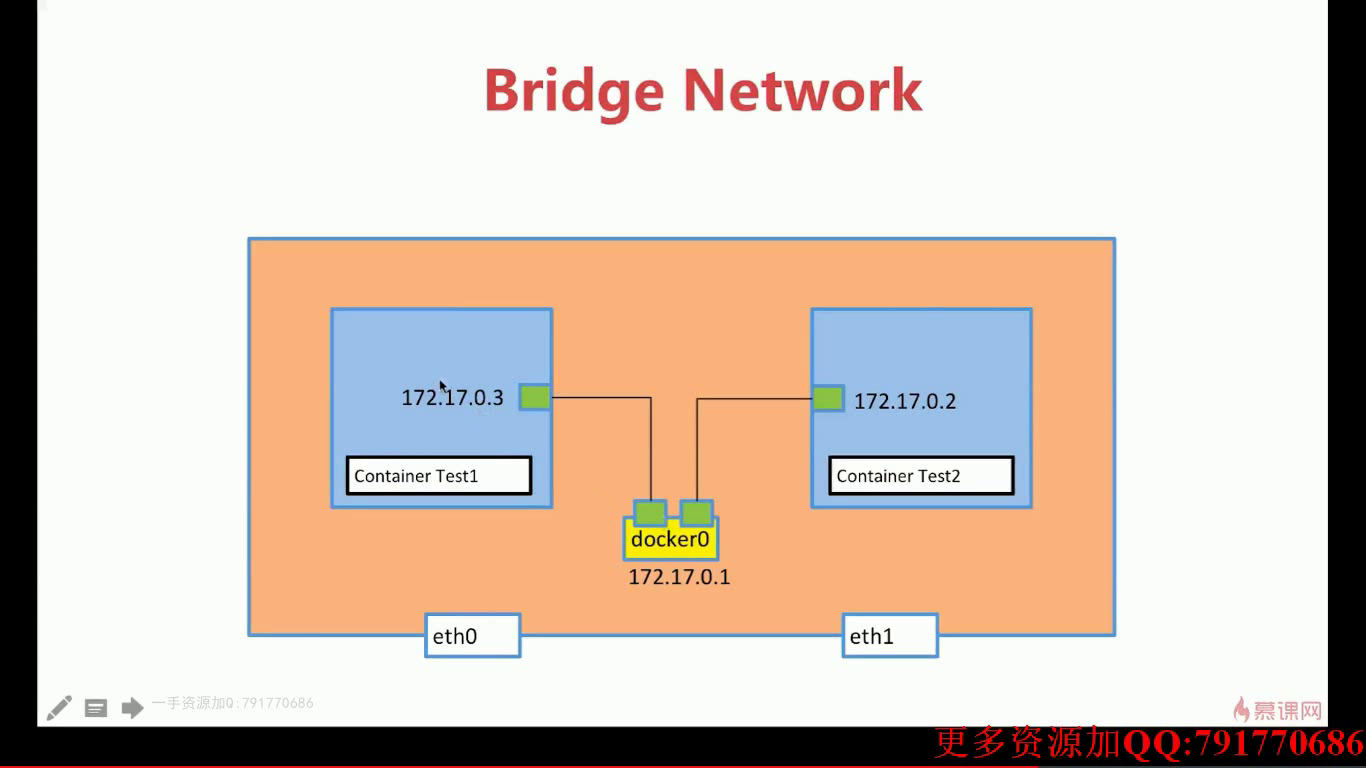 Bridge Network
172.17.0.3
172.17.0.2
Container Test1
Container Test2
docker0
172.17.0.1
eth0
eth1
一手资源加Q:791770686
慕课网
更多资源加QQ:791770686